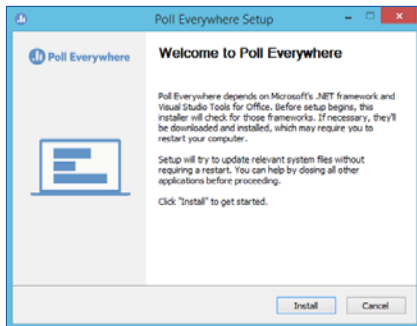 Poll Everywhere Setup
Poll Everywhere
Welcome to Poll Everywhere
Poll Everywhere depends on Microsoft's .NET framework and
Visual Studio Tools for Office. Before setup begins, this
installer will check for those frameworks. If necessary, they'll
be downloaded and installed, which may require you to
restart your computer.
Setup will try to update relevant system files without
requiring a restart. You can help by closing all other
applications before proceeding.
Click "Install" to get started.
Install
Cancel